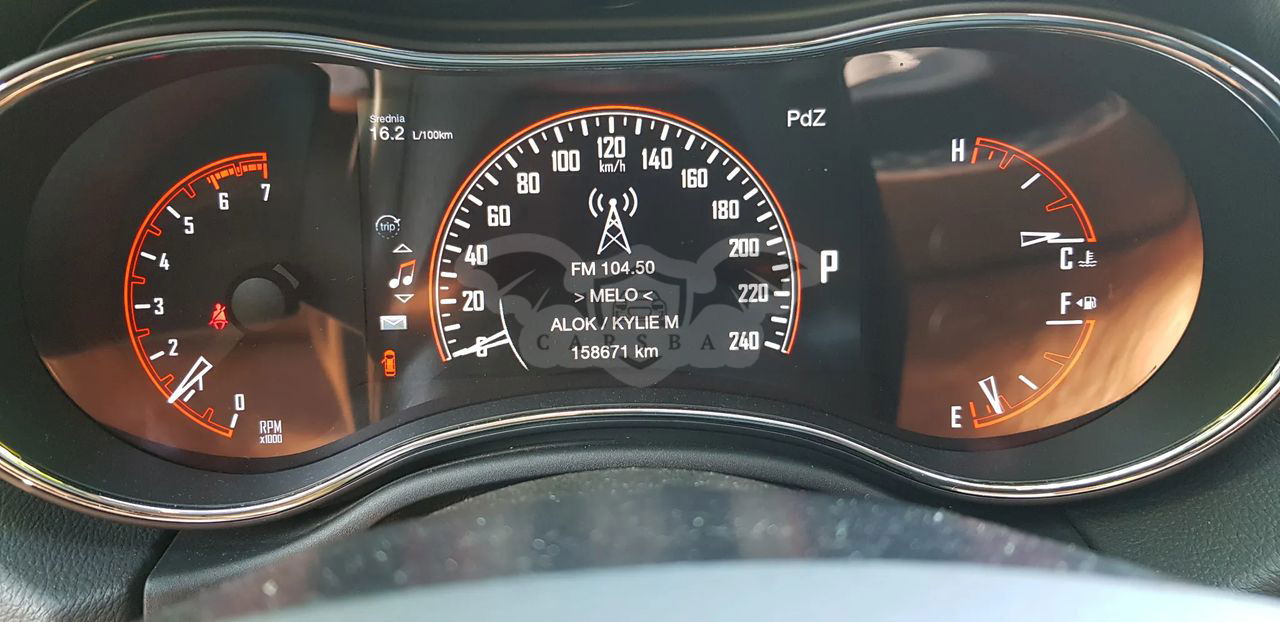 Średnia
16.2 L/100km
PdZ
trip
0 1 2 3 4 5 6 7
RPM
x1000
0 20 40 60 80 100 120 140 160 180 200 220 240
km/h
FM 104.50
> MELO <
ALOK / KYLIE M
158671 km
P
H
C
F
E
CARSBA